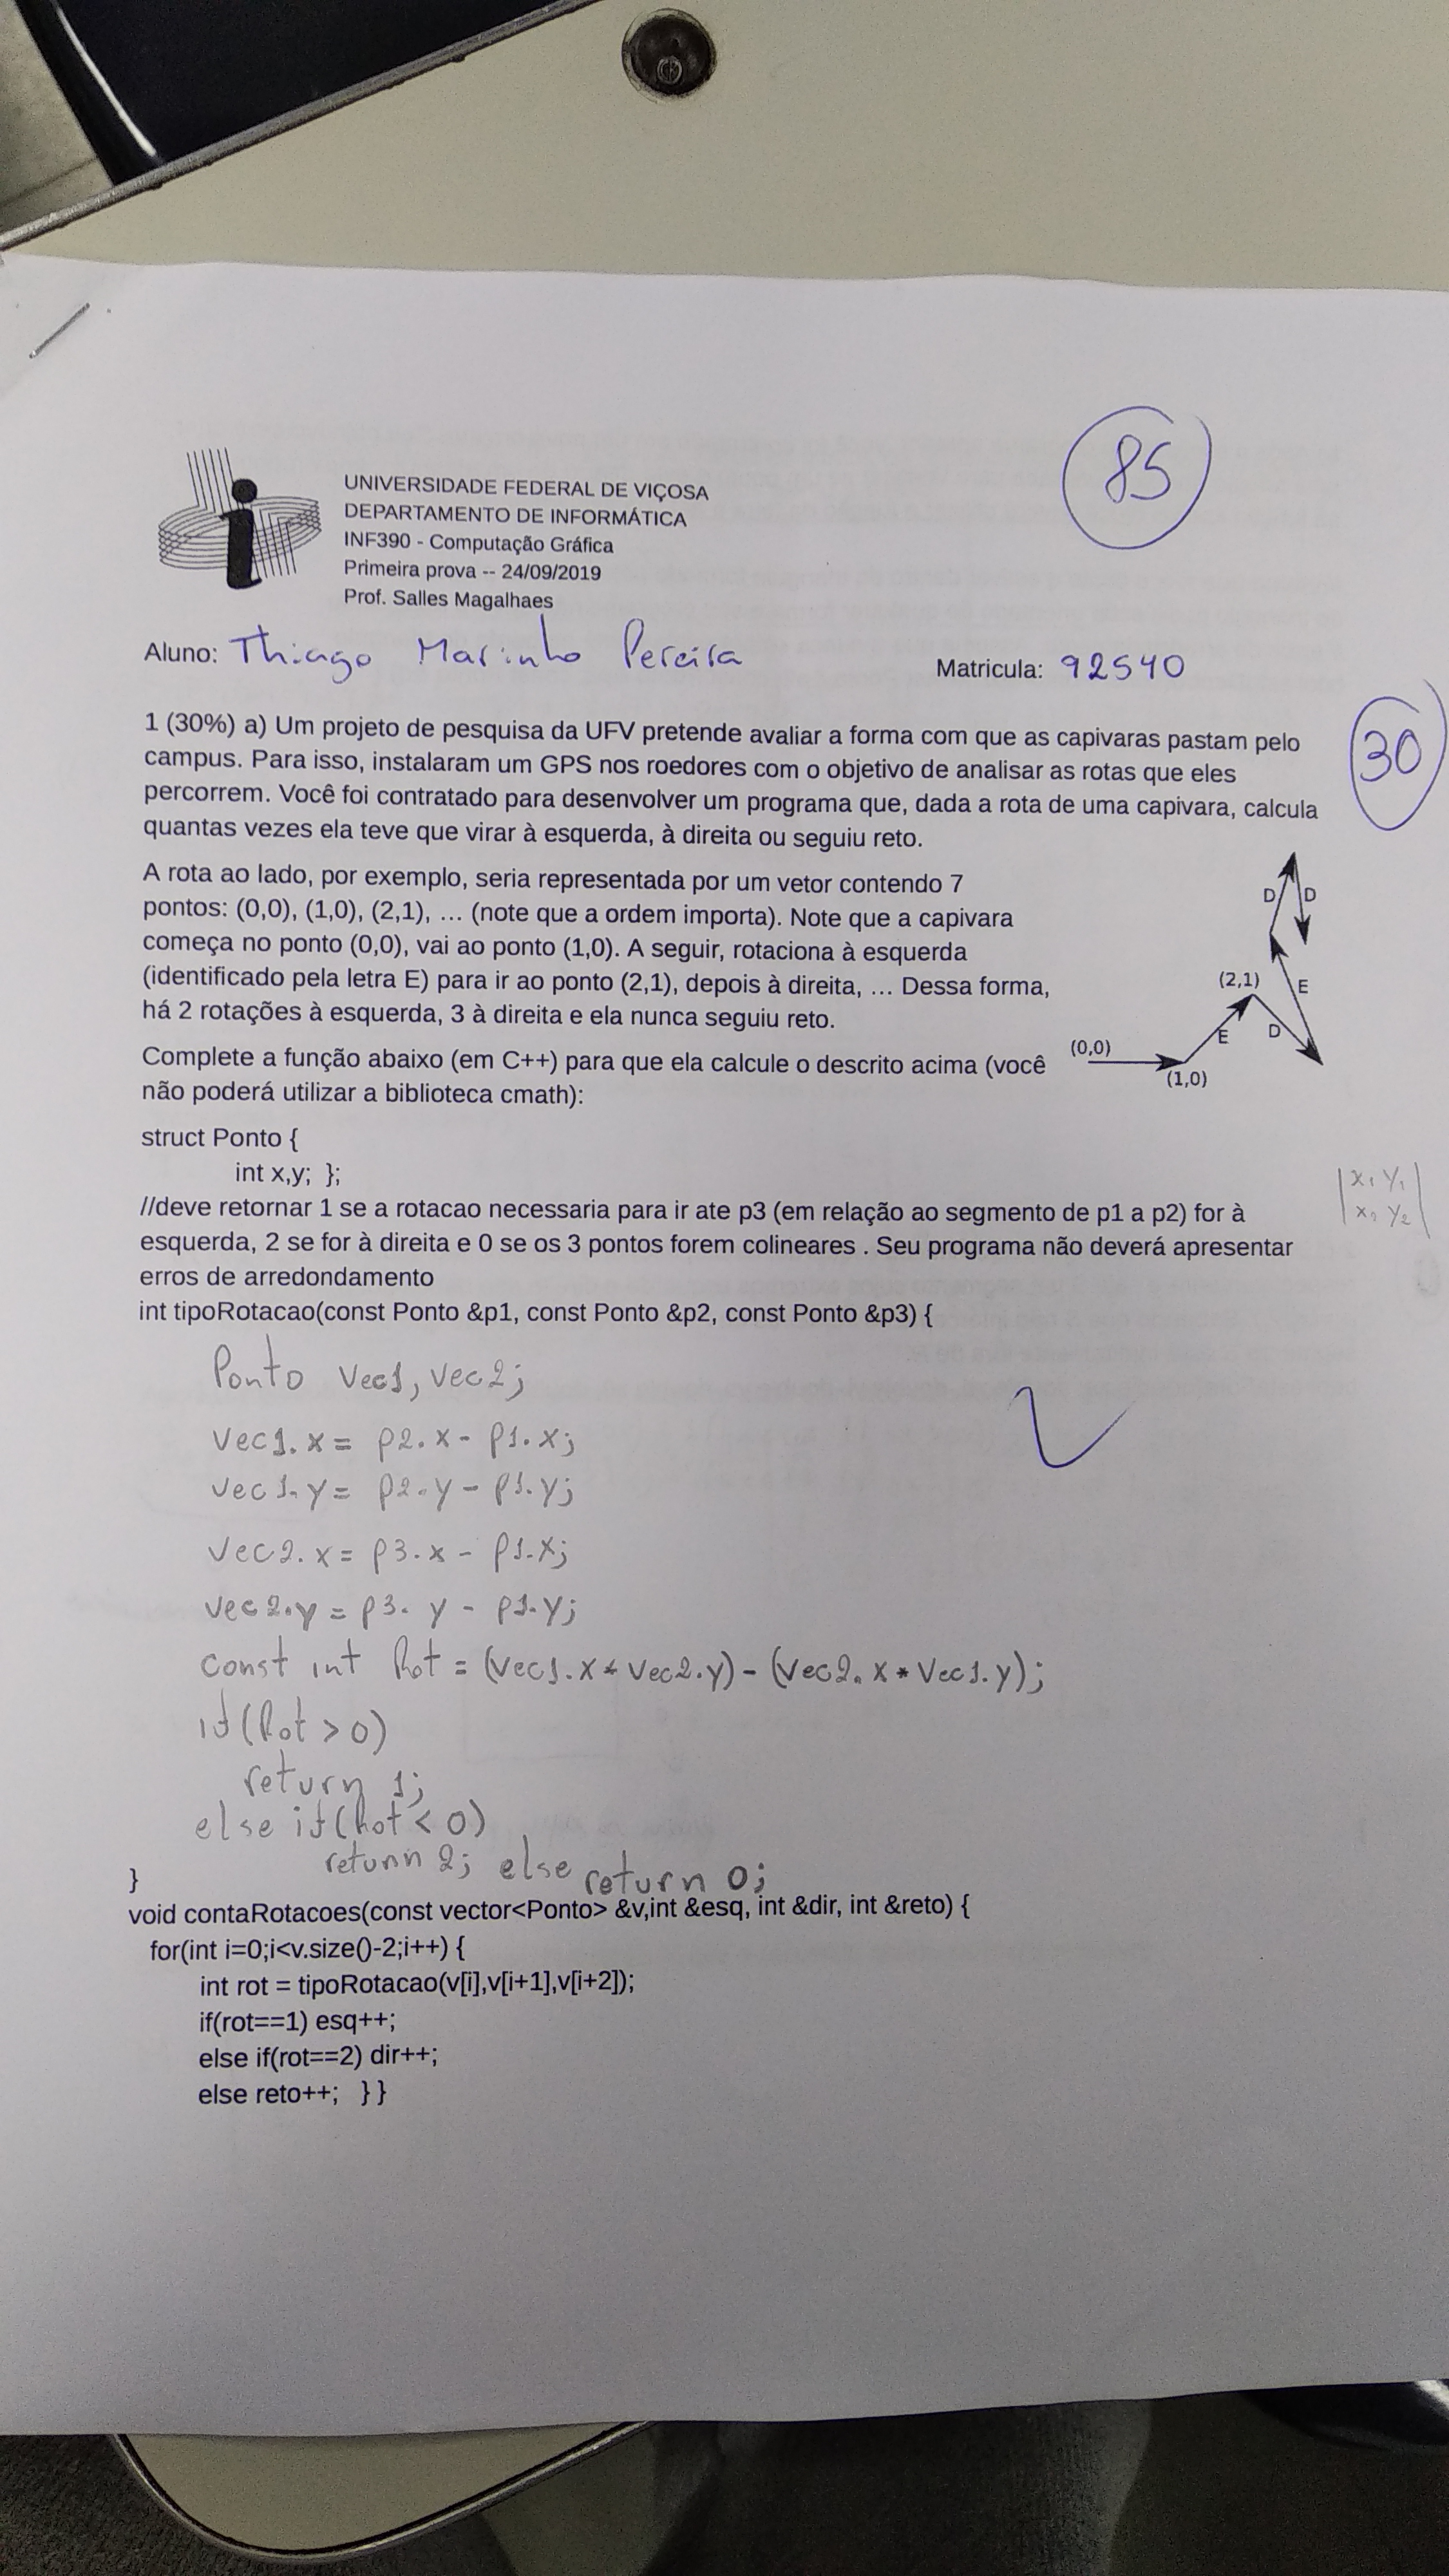 85
UNIVERSIDADE FEDERAL DE VIÇOSA
DEPARTAMENTO DE INFORMÁTICA
INF390 - Computação Gráfica
Primeira prova -- 24/09/2019
Prof. Salles Magalhaes
Aluno: Thiago Marinho Pereira Matricula: 92540
30
1 (30%) a) Um projeto de pesquisa da UFV pretende avaliar a forma com que as capivaras pastam pelo
campus. Para isso, instalaram um GPS nos roedores com o objetivo de analisar as rotas que eles
percorrem. Você foi contratado para desenvolver um programa que, dada a rota de uma capivara, calcula
quantas vezes ela teve que virar à esquerda, à direita ou seguiu reto.
A rota ao lado, por exemplo, seria representada por um vetor contendo 7
pontos: (0,0), (1,0), (2,1), ... (note que a ordem importa). Note que a capivara
começa no ponto (0,0), vai ao ponto (1,0). A seguir, rotaciona à esquerda
(identificado pela letra E) para ir ao ponto (2,1), depois à direita, ... Dessa forma,
há 2 rotações à esquerda, 3 à direita e ela nunca seguiu reto.
D D
(2,1) E
E D
(0,0)
(1,0)
Complete a função abaixo (em C++) para que ela calcule o descrito acima (você
não poderá utilizar a biblioteca cmath):
struct Ponto {
int x,y; };
//deve retornar 1 se a rotacao necessaria para ir ate p3 (em relação ao segmento de p1 a p2) for à
esquerda, 2 se for à direita e 0 se os 3 pontos forem colineares . Seu programa não deverá apresentar
erros de arredondamento
x1 y1
x2 y2
int tipoRotacao(const Ponto &p1, const Ponto &p2, const Ponto &p3) {
Ponto Vec1, vec2;
Vec1.x = p2.x - p1.x;
Vec1.y = p2.y - p1.y;
Vec2.x = p3.x - p1.x;
Vec2.y = p3.y - p1.y;
const int Rot = (Vec1.x * Vec2.y) - (Vec2.x * Vec1.y);
if(Rot > 0)
return 1;
else if(Rot < 0)
return 2; else return 0;
}
void contaRotacoes(const vector<Ponto> &v,int &esq, int &dir, int &reto) {
for(int i=0;i<v.size()-2;i++) {
int rot = tipoRotacao(v[i],v[i+1],v[i+2]);
if(rot==1) esq++;
else if(rot==2) dir++;
else reto++; } }